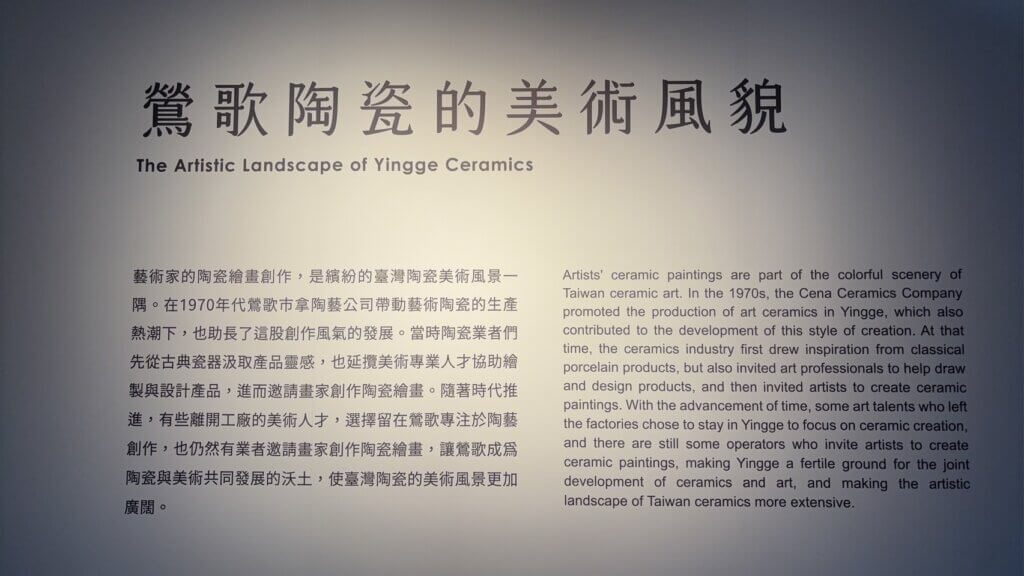 鶯歌陶瓷的美術風貌
The Artistic Landscape of Yingge Ceramics
藝術家的陶瓷繪畫創作，是繽紛的臺灣陶瓷美術風景一
隅。在1970年代鶯歌市拿陶藝公司帶動藝術陶瓷的生產
熱潮下，也助長了這股創作風氣的發展。當時陶瓷業者們
先從古典瓷器汲取產品靈感，也延攬美術專業人才協助繪
製與設計產品，進而邀請畫家創作陶瓷繪畫。隨著時代推
進，有些離開工廠的美術人才，選擇留在鶯歌專注於陶藝
創作，也仍然有業者邀請畫家創作陶瓷繪畫，讓鶯歌成為
陶瓷與美術共同發展的沃土，使臺灣陶瓷的美術風景更加
廣闊。
Artists' ceramic paintings are part of the colorful scenery of
Taiwan ceramic art. In the 1970s, the Cena Ceramics Company
promoted the production of art ceramics in Yingge, which also
contributed to the development of this style of creation. At that
time, the ceramics industry first drew inspiration from classical
porcelain products, but also invited art professionals to help draw
and design products, and then invited artists to create ceramic
paintings. With the advancement of time, some art talents who left
the factories chose to stay in Yingge to focus on ceramic creation,
and there are still some operators who invite artists to create
ceramic paintings, making Yingge a fertile ground for the joint
development of ceramics and art, and making the artistic
landscape of Taiwan ceramics more extensive.